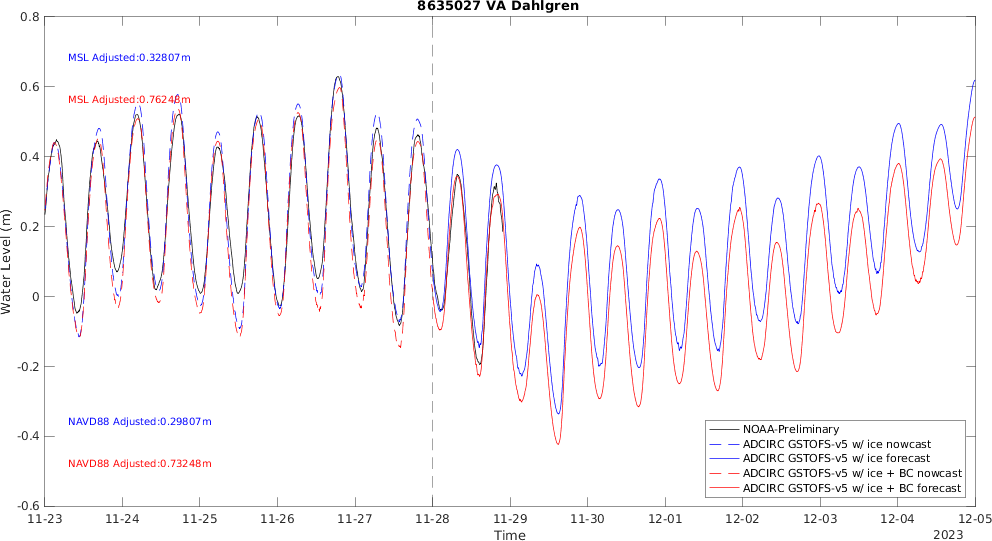 8635027 VA Dahlgren
Water Level (m)
0.8
0.6
0.4
0.2
0
-0.2
-0.4
-0.6
MSL Adjusted:0.32807m
MSL Adjusted:0.76248m
NAVD88 Adjusted:0.29807m
NAVD88 Adjusted:0.73248m
NOAA-Preliminary
ADCIRC GSTOFS-v5 w/ ice nowcast
ADCIRC GSTOFS-v5 w/ ice forecast
ADCIRC GSTOFS-v5 w/ ice + BC nowcast
ADCIRC GSTOFS-v5 w/ ice + BC forecast
11-23 11-24 11-25 11-26 11-27 11-28 11-29 11-30 12-01 12-02 12-03 12-04 12-05
Time
2023